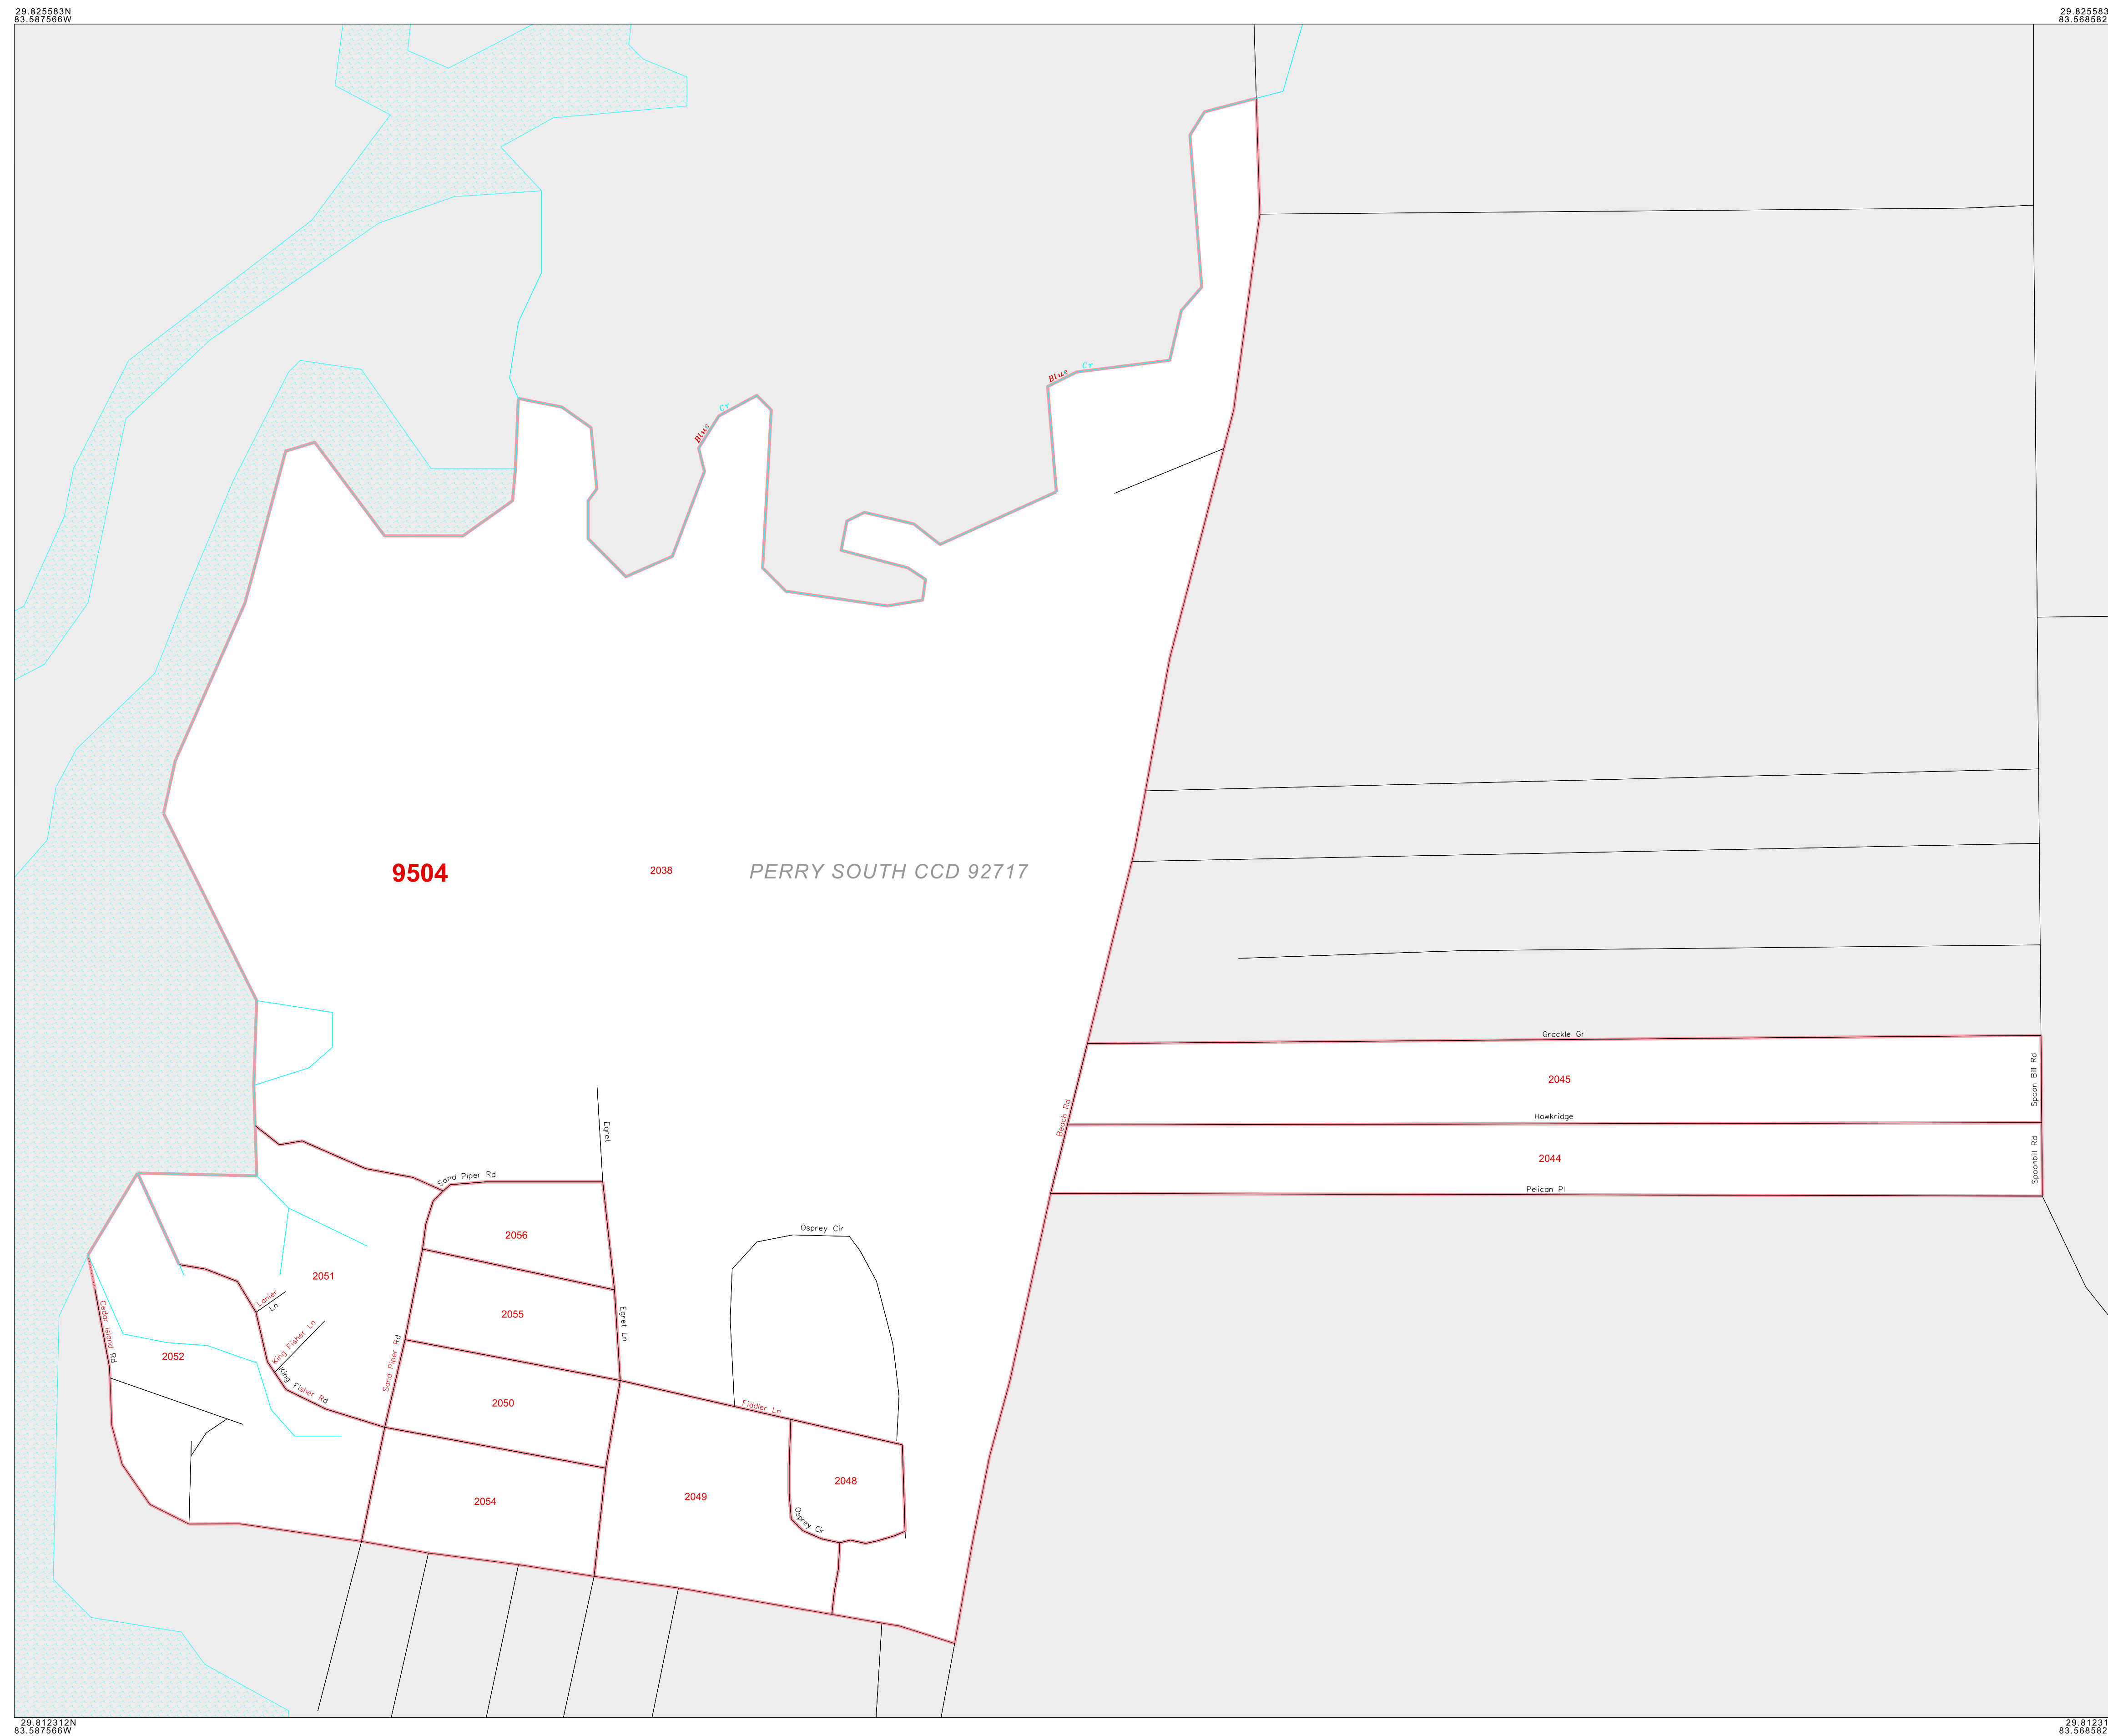 29.825583N
83.587566W
29.825583
83.568582
Blue Cr
Blue Cr
9504
2038
PERRY SOUTH CCD 92717
Grackle Gr
2045
Spoon Bill Rd
Beach Rd
Hawkridge
2044
Spoonbill Rd
Pelican Pl
Egret
Sand Piper Rd
2056
Osprey Cir
2051
Lanier Ln
2055
Egret Ln
King Fisher Ln
Cedar Island Rd
2052
Sand Piper Rd
King Fisher Rd
2050
Fiddler Ln
2048
2054
2049
Osprey Cir
29.812312N
83.587566W
29.81231
83.568582